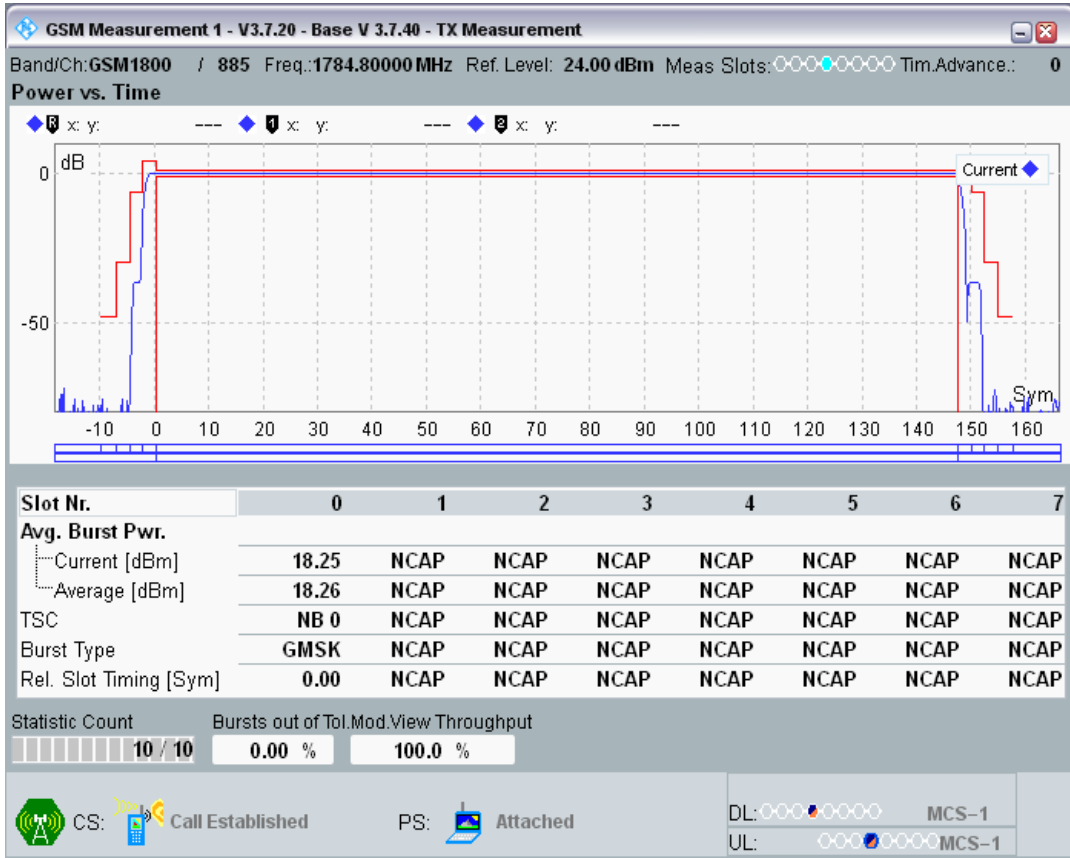 GSM Measurement 1 - V3.7.20 - Base V 3.7.40 - TX Measurement
Band/Ch:GSM1800 / 885 Freq.:1784.80000 MHz Ref. Level: 24.00 dBm Meas Slots: Tim.Advance.: 0
Power vs. Time
R x: y: --- 1 x: y: --- 2 x: y: ---
dB
0
Current
-50
Sym
-10 0 10 20 30 40 50 60 70 80 90 100 110 120 130 140 150 160
Slot Nr. 0 1 2 3 4 5 6 7
Avg. Burst Pwr.
Current [dBm] 18.25 NCAP NCAP NCAP NCAP NCAP NCAP NCAP
Average [dBm] 18.26 NCAP NCAP NCAP NCAP NCAP NCAP NCAP
TSC NB 0 NCAP NCAP NCAP NCAP NCAP NCAP NCAP
Burst Type GMSK NCAP NCAP NCAP NCAP NCAP NCAP NCAP
Rel. Slot Timing [Sym] 0.00 NCAP NCAP NCAP NCAP NCAP NCAP NCAP
Statistic Count Bursts out of Tol. Mod.View Throughput
10 / 10 0.00 % 100.0 %
CS: Call Established PS: Attached
DL: MCS-1
UL: MCS-1